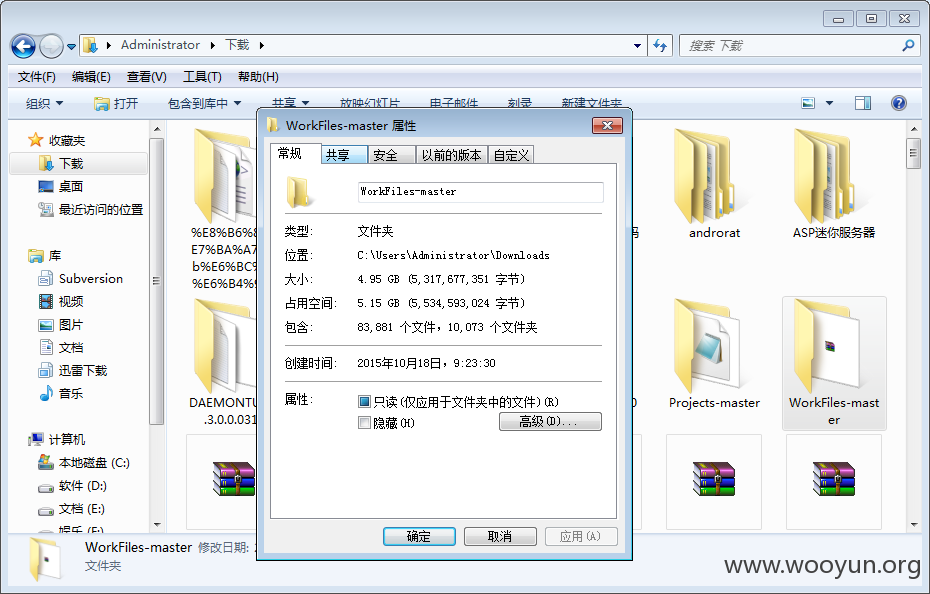 Administrator 下载
搜索 下载
文件(F) 编辑(E) 查看(V) 工具(T) 帮助(H)
组织 打开 包含到库中 共享 放映幻灯片 电子邮件 刻录 新建文件夹
收藏夹
下载
桌面
最近访问的位置
库
Subversion
视频
图片
文档
迅雷下载
音乐
计算机
本地磁盘 (C:)
软件 (D:)
文档 (E:)
娱乐 (F:)
%E8%B6%8
E7%BA%A7
b%E6%BC%
%E6%B4%
DAEMONTU
.3.0.0.031
androrat
ASP迷你服务器
Projects-master
WorkFiles-mast
er
WorkFiles-master 属性
常规 共享 安全 以前的版本 自定义
WorkFiles-master
类型: 文件夹
位置: C:\Users\Administrator\Downloads
大小: 4.95 GB (5,317,677,351 字节)
占用空间: 5.15 GB (5,534,593,024 字节)
包含: 83,881 个文件，10,073 个文件夹
创建时间: 2015年10月18日，9:23:30
属性: 只读(仅应用于文件夹中的文件)(R)
隐藏(H) 高级(D)...
确定 取消 应用(A)
WorkFiles-master 修改日期:
文件夹
www.wooyun.org